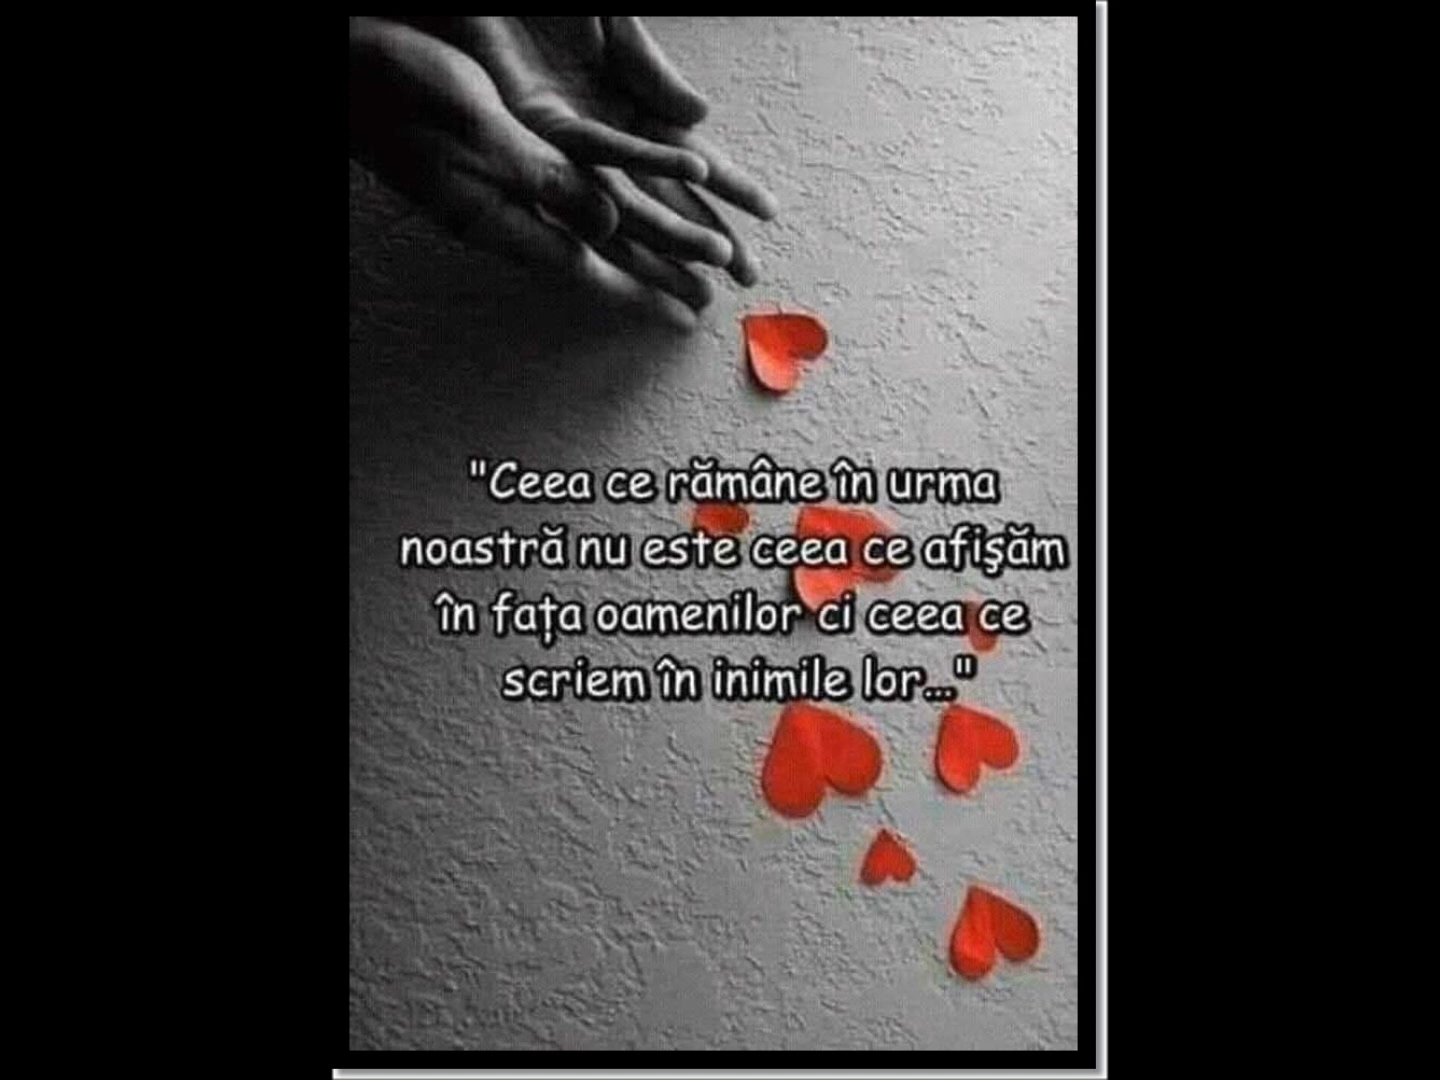 "Ceea ce rămâne în urma
noastră nu este ceea ce afişăm
în fața oamenilor ci ceea ce
scriem în inimile lor..."